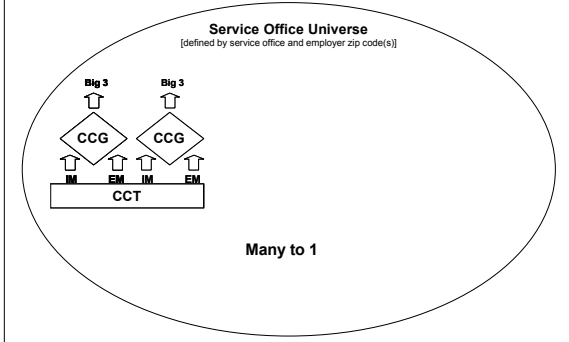 Service Office Universe
[defined by service office and employer zip code(s)]
Big 3 Big 3
CCG CCG
IM EM IM EM
CCT
Many to 1